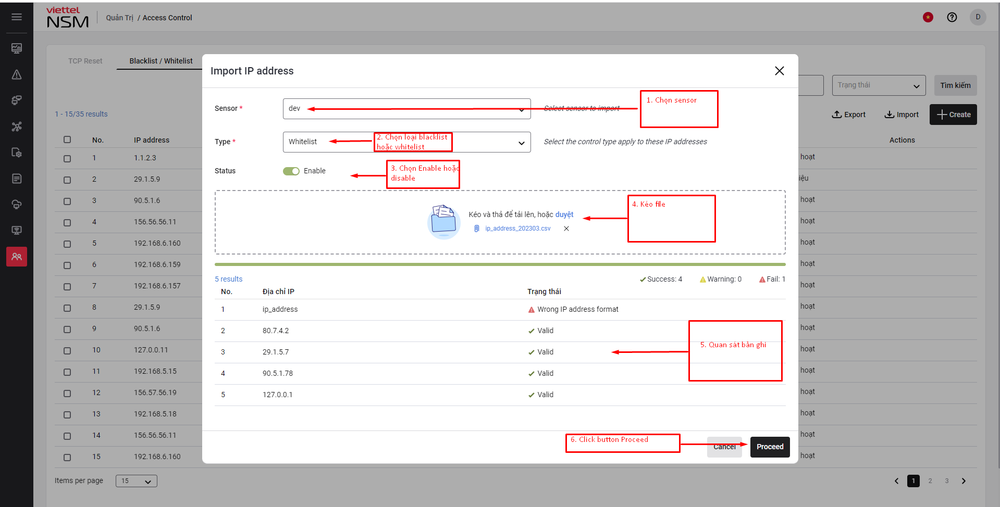 viettel
NSM
Quản Trị / Access Control
D
TCP Reset
Blacklist / Whitelist
Trạng thái
Tìm kiếm
1 - 15/35 results
Export
Import
Create
No.
IP address
Actions
1
1.1.2.3
hoạt
2
29.1.5.9
iệu
3
90.5.1.6
hoạt
4
156.56.56.11
hoạt
5
192.168.6.160
hoạt
6
192.168.6.159
hoạt
7
192.168.6.157
hoạt
8
29.1.5.9
hoạt
9
90.5.1.6
hoạt
10
127.0.0.11
hoạt
11
192.168.5.15
hoạt
12
156.57.56.19
hoạt
13
192.168.5.18
hoạt
14
156.56.56.11
hoạt
15
192.168.6.160
hoạt
Items per page
15
1
2
3
Import IP address
Sensor *
dev
Select sensor to import
1. Chọn sensor
Type *
Whitelist
2. Chọn loại blacklist
hoặc whitelist
Select the control type apply to these IP addresses
Status
Enable
3. Chọn Enable hoặc
disable
Kéo và thả để tải lên, hoặc duyệt
ip_address_202303.csv
4. Kéo file
5 results
Success: 4
Warning: 0
Fail: 1
No.
Địa chỉ IP
Trạng thái
1
ip_address
Wrong IP address format
2
80.7.4.2
Valid
3
29.1.5.7
Valid
4
90.5.1.78
Valid
5
127.0.0.1
Valid
5. Quan sát bản ghi
6. Click button Proceed
Cancel
Proceed